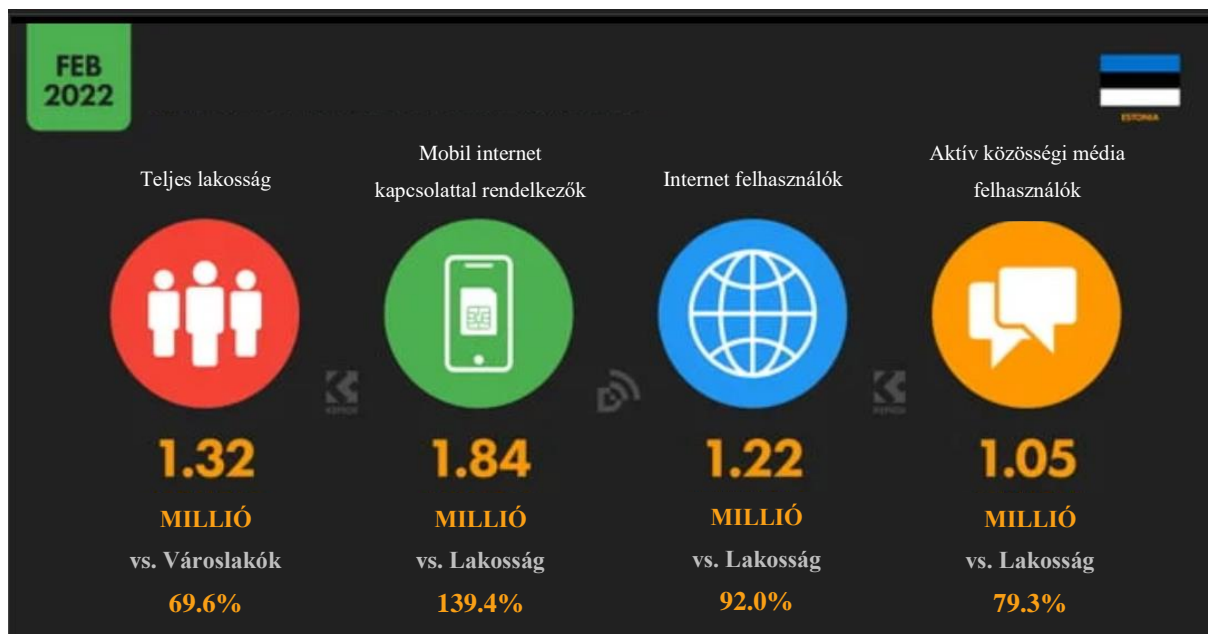 FEB
2022
ESTONIA
Teljes lakosság
Mobil internet
kapcsolattal rendelkezők
Internet felhasználók
Aktív közösségi média
felhasználók
KEPIOS
KEPIOS
1.32
MILLIÓ
vs. Városlakók
69.6%
1.84
MILLIÓ
vs. Lakosság
139.4%
1.22
MILLIÓ
vs. Lakosság
92.0%
1.05
MILLIÓ
vs. Lakosság
79.3%